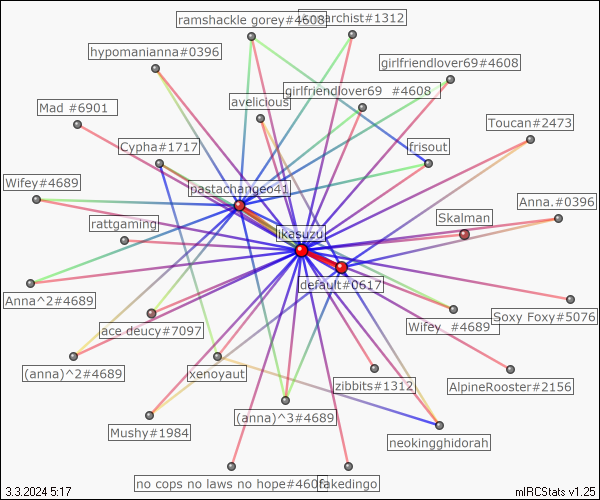 ramshackle gorey#4608
anarchist#1312
hypomanianna#0396
girlfriendlover69#4608
girlfriendlover69 #4608
avelicious
Mad #6901
Toucan#2473
Cypha#1717
frisout
Wifey#4689
pastachangeo41
Anna.#0396
rattgaming
Skalman
ikasuzu
default#0617
Anna^2#4689
Soxy Foxy#5076
ace deucy#7097
Wifey_#4689
(anna)^2#4689
xenoyaut
zibbits#1312
AlpineRooster#2156
(anna)^3#4689
Mushy#1984
neokingghidorah
no cops no laws no hope#4608
fakedingo
3.3.2024 5:17
mIRCStats v1.25